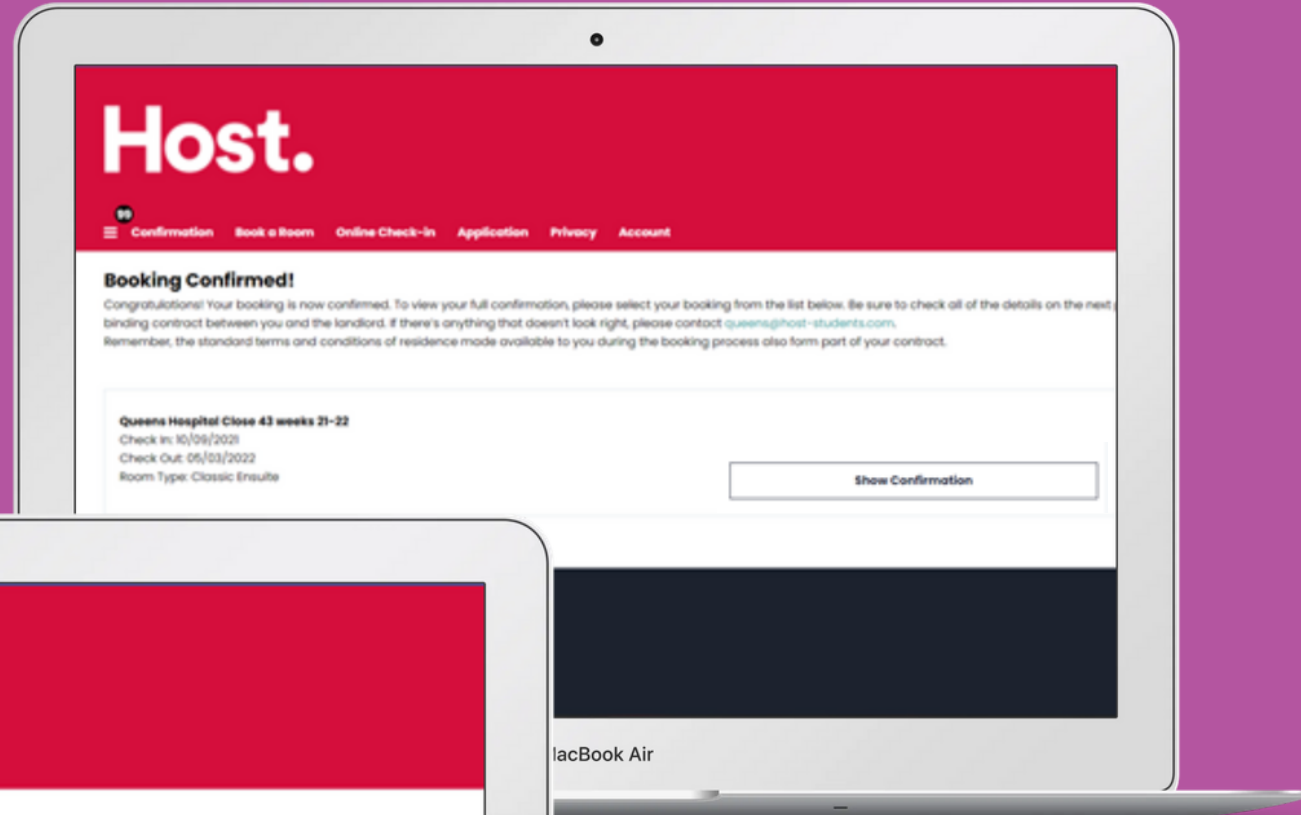 Host.
99
Confirmation Book a Room Online Check-in Application Privacy Account
Booking Confirmed!
Congratulations! Your booking is now confirmed. To view your full confirmation, please select your booking from the list below. Be sure to check all of the details on the next
binding contract between you and the landlord. If there's anything that doesn't look right, please contact queens@host-students.com.
Remember, the standard terms and conditions of residence made available to you during the booking process also form part of your contract.
Queens Hospital Close 43 weeks 21-22
Check In: 10/09/2021
Check Out: 05/03/2022
Room Type: Classic Ensuite
Show Confirmation
acBook Air